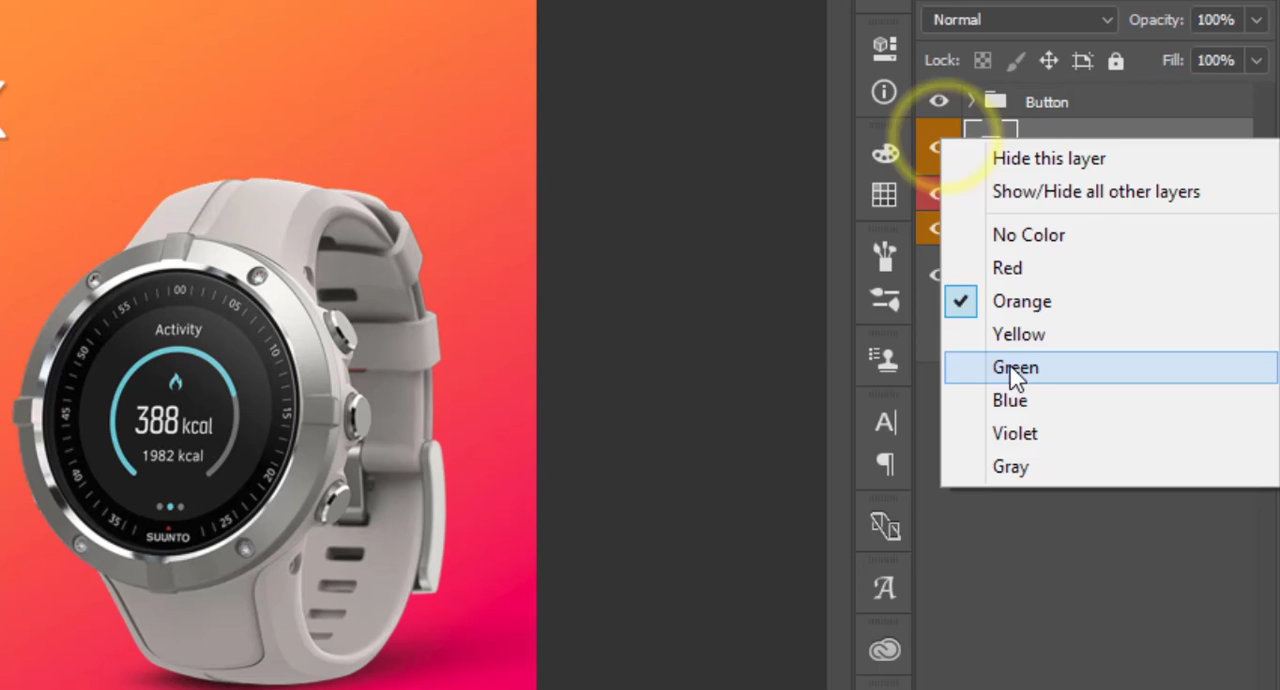 Normal
Opacity: 100%
Lock:
Fill: 100%
Button
Hide this layer
Show/Hide all other layers
No Color
Red
Orange
Yellow
Green
Blue
Violet
Gray
00
05
10
15
20
25
35
40
45
50
55
Activity
388 kcal
1982 kcal
SUUNTO